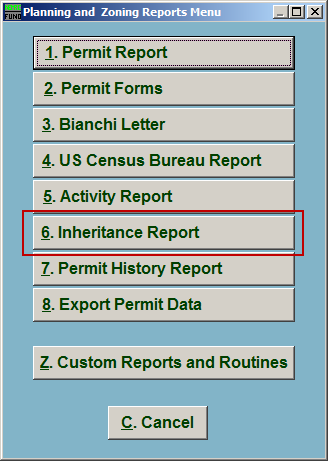 FUND Planning and Zoning Reports Menu
1. Permit Report
2. Permit Forms
3. Bianchi Letter
4. US Census Bureau Report
5. Activity Report
6. Inheritance Report
7. Permit History Report
8. Export Permit Data
Z. Custom Reports and Routines
C. Cancel